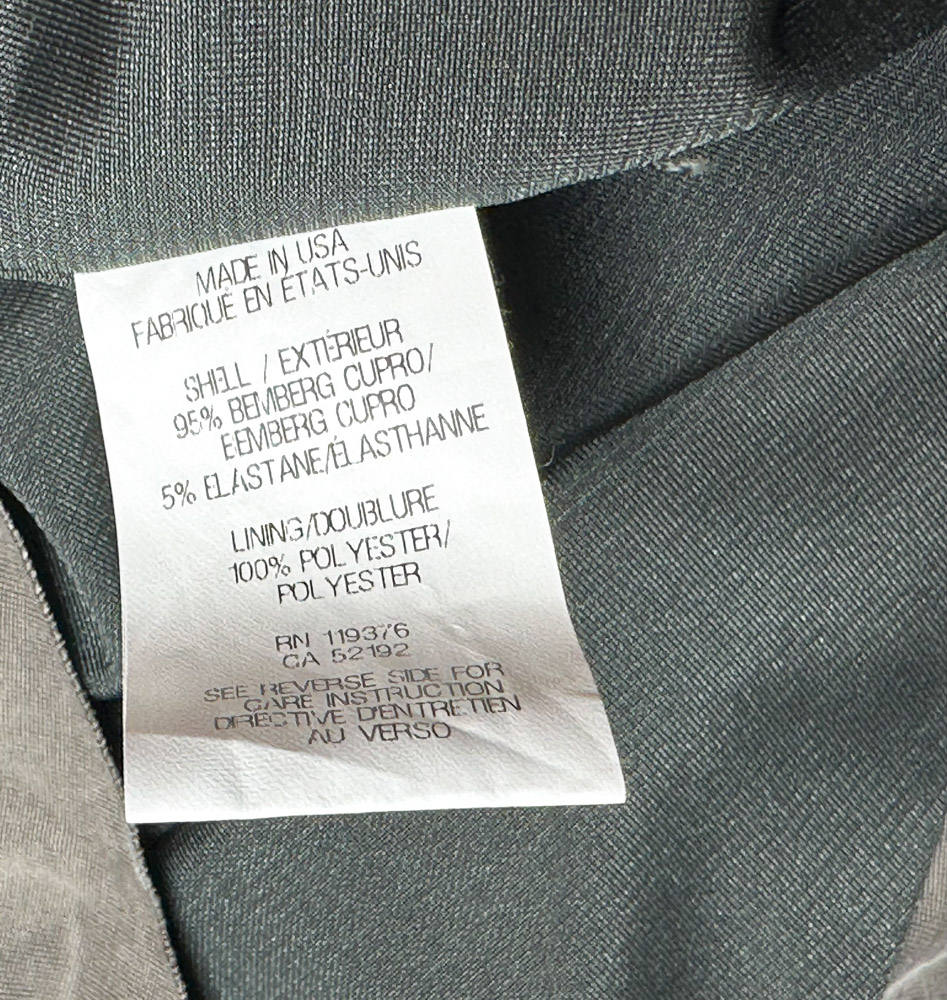 MADE IN USA
FABRIQUÉ EN ÉTATS-UNIS
SHELL / EXTÉRIEUR
95% BEMBERG CUPRO/
BEMBERG CUPRO
5% ELASTANE/ÉLASTHANNE
LINING/DOUBLURE
100% POLYESTER/
POLYESTER
RN 119376
CA 52192
SEE REVERSE SIDE FOR
CARE INSTRUCTION
DIRECTIVE D'ENTRETIEN
AU VERSO